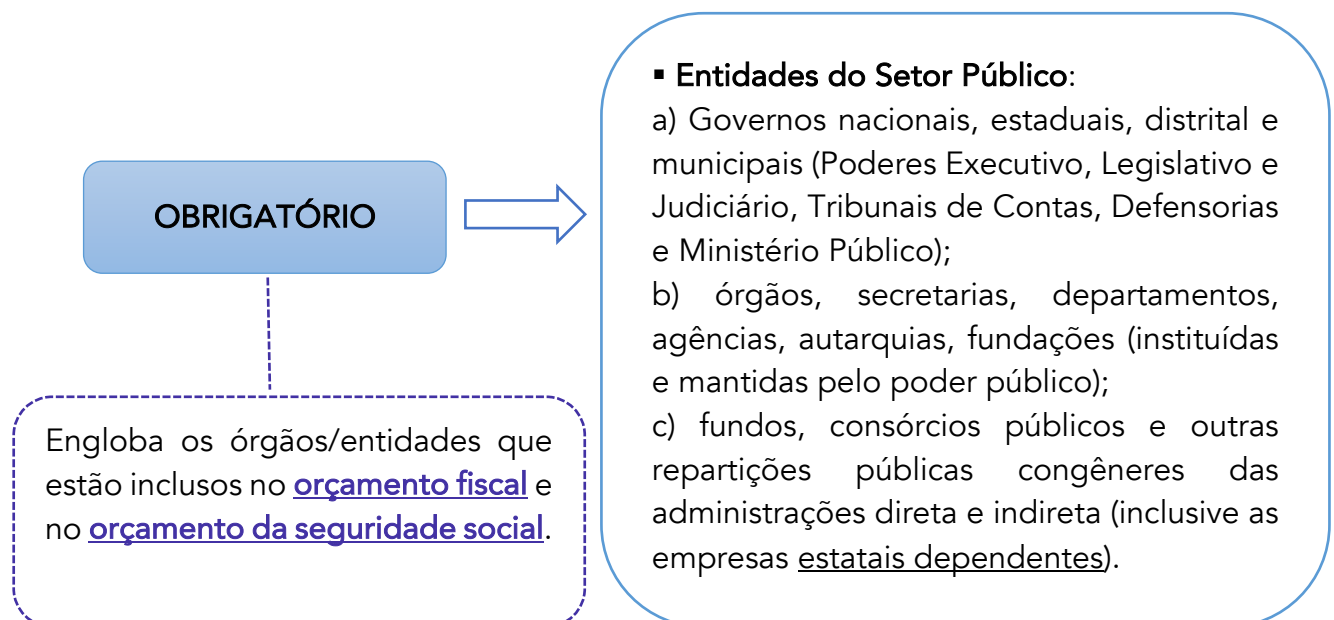 OBRIGATÓRIO
Engloba os órgãos/entidades que
estão inclusos no orçamento fiscal e
no orçamento da seguridade social.
▪ Entidades do Setor Público:
a) Governos nacionais, estaduais, distrital e
municipais (Poderes Executivo, Legislativo e
Judiciário, Tribunais de Contas, Defensorias
e Ministério Público);
b) órgãos, secretarias, departamentos,
agências, autarquias, fundações (instituídas
e mantidas pelo poder público);
c) fundos, consórcios públicos e outras
repartições públicas congêneres das
administrações direta e indireta (inclusive as
empresas estatais dependentes).